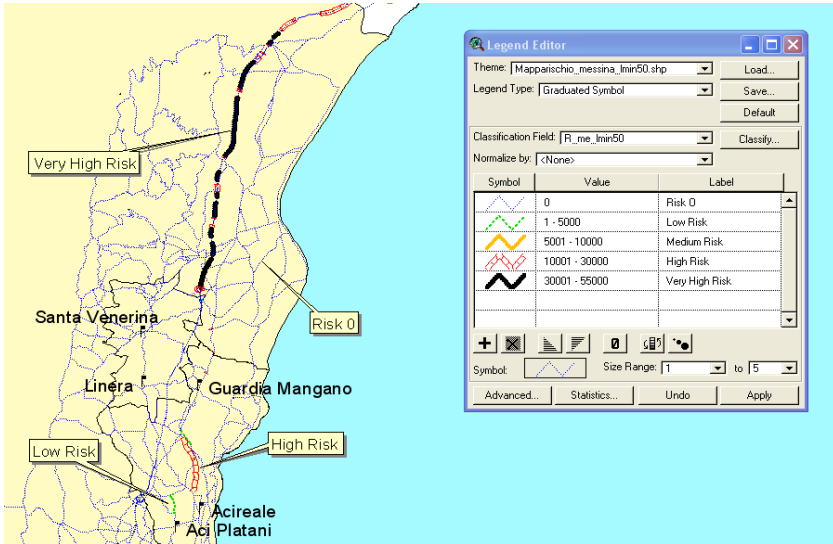 Very High Risk
Santa Venerina
Risk 0
Linera
Guardia Mangano
Low Risk
High Risk
Acireale
Aci Platani
Legend Editor
Theme: Mapparischio_messina_lmin50.shp
Load...
Legend Type: Graduated Symbol
Save...
Default
Classification Field: R_me_lmin50
Classify...
Normalize by: <None>
Symbol Value Label
0 Risk 0
1 - 5000 Low Risk
5001 - 10000 Medium Risk
10001 - 30000 High Risk
30001 - 55000 Very High Risk
Symbol: Size Range: 1 to 5
Advanced... Statistics... Undo Apply